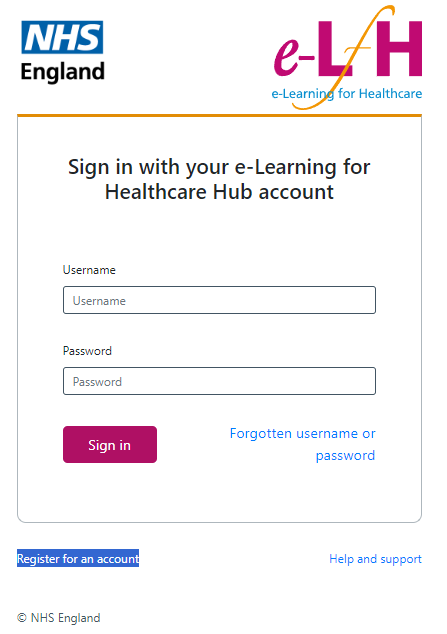 NHS
England
e-LfH
e-Learning for Healthcare
Sign in with your e-Learning for
Healthcare Hub account
Username
Username
Password
Password
Sign in
Forgotten username or
password
Register for an account
Help and support
© NHS England